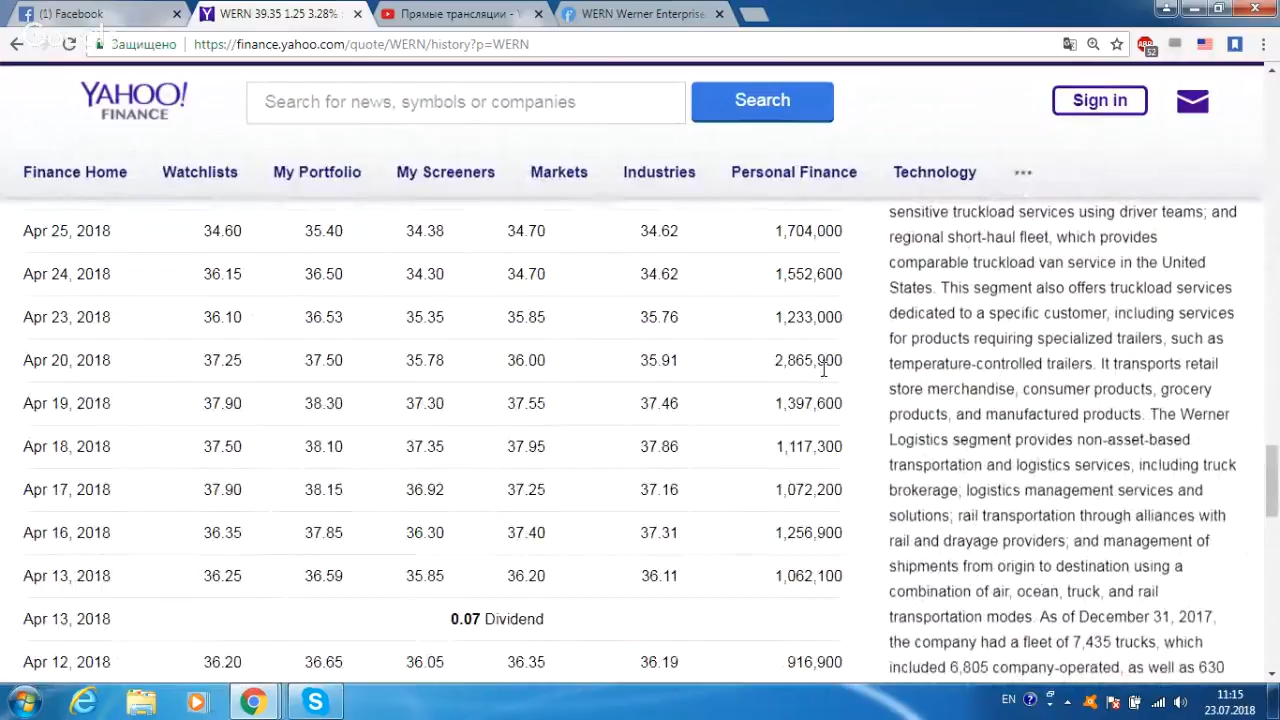 (1) Facebook
WERN 39.35 1.25 3.28%
Прямые трансляции -
WERN Werner Enterprise
Защищено
https://finance.yahoo.com/quote/WERN/history?p=WERN
52
YAHOO!
FINANCE
Search for news, symbols or companies
Search
Sign in
Finance Home Watchlists My Portfolio My Screeners Markets Industries Personal Finance Technology ...
Apr 25, 2018 34.60 35.40 34.38 34.70 34.62 1,704,000
Apr 24, 2018 36.15 36.50 34.30 34.70 34.62 1,552,600
Apr 23, 2018 36.10 36.53 35.35 35.85 35.76 1,233,000
Apr 20, 2018 37.25 37.50 35.78 36.00 35.91 2,865,900
Apr 19, 2018 37.90 38.30 37.30 37.55 37.46 1,397,600
Apr 18, 2018 37.50 38.10 37.35 37.95 37.86 1,117,300
Apr 17, 2018 37.90 38.15 36.92 37.25 37.16 1,072,200
Apr 16, 2018 36.35 37.85 36.30 37.40 37.31 1,256,900
Apr 13, 2018 36.25 36.59 35.85 36.20 36.11 1,062,100
Apr 13, 2018 0.07 Dividend
Apr 12, 2018 36.20 36.65 36.05 36.35 36.19 916,900
sensitive truckload services using driver teams; and
regional short-haul fleet, which provides
comparable truckload van service in the United
States. This segment also offers truckload services
dedicated to a specific customer, including services
for products requiring specialized trailers, such as
temperature-controlled trailers. It transports retail
store merchandise, consumer products, grocery
products, and manufactured products. The Werner
Logistics segment provides non-asset-based
transportation and logistics services, including truck
brokerage; logistics management services and
solutions; rail transportation through alliances with
rail and drayage providers; and management of
shipments from origin to destination using a
combination of air, ocean, truck, and rail
transportation modes. As of December 31, 2017,
the company had a fleet of 7,435 trucks, which
included 6,805 company-operated, as well as 630
EN
11:15
23.07.2018